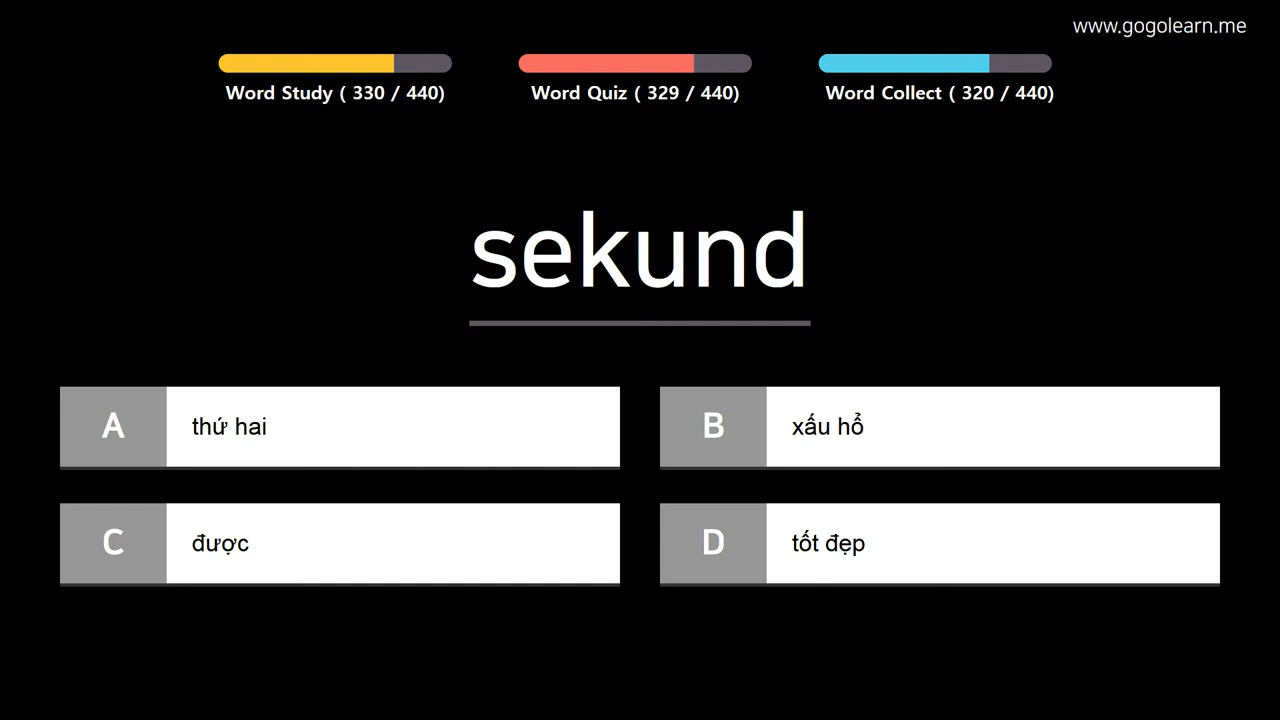 www.gogolearn.me
Word Study ( 330 / 440)
Word Quiz ( 329 / 440)
Word Collect ( 320 / 440)
sekund
A thứ hai
B xấu hổ
C được
D tốt đẹp